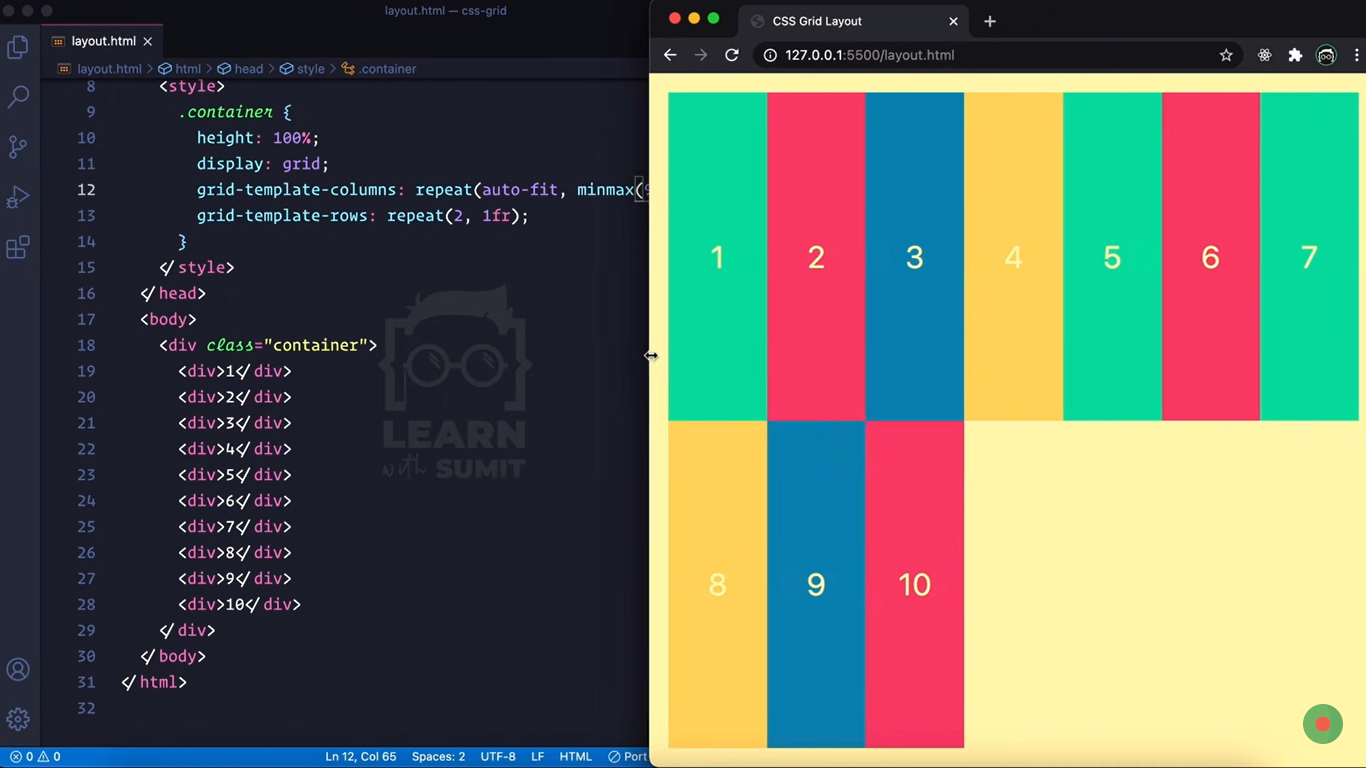 layout.html — css-grid
layout.html
layout.html > html > head > style > .container
8 <style>
9 .container {
10 height: 100%;
11 display: grid;
12 grid-template-columns: repeat(auto-fit, minmax(
13 grid-template-rows: repeat(2, 1fr);
14 }
15 </style>
16 </head>
17 <body>
18 <div class="container">
19 <div>1</div>
20 <div>2</div>
21 <div>3</div>
22 <div>4</div>
23 <div>5</div>
24 <div>6</div>
25 <div>7</div>
26 <div>8</div>
27 <div>9</div>
28 <div>10</div>
29 </div>
30 </body>
31 </html>
32
LEARN
with SUMIT
0 0
Ln 12, Col 65 Spaces: 2 UTF-8 LF HTML Port
CSS Grid Layout
127.0.0.1:5500/layout.html
1 2 3 4 5 6 7
8 9 10